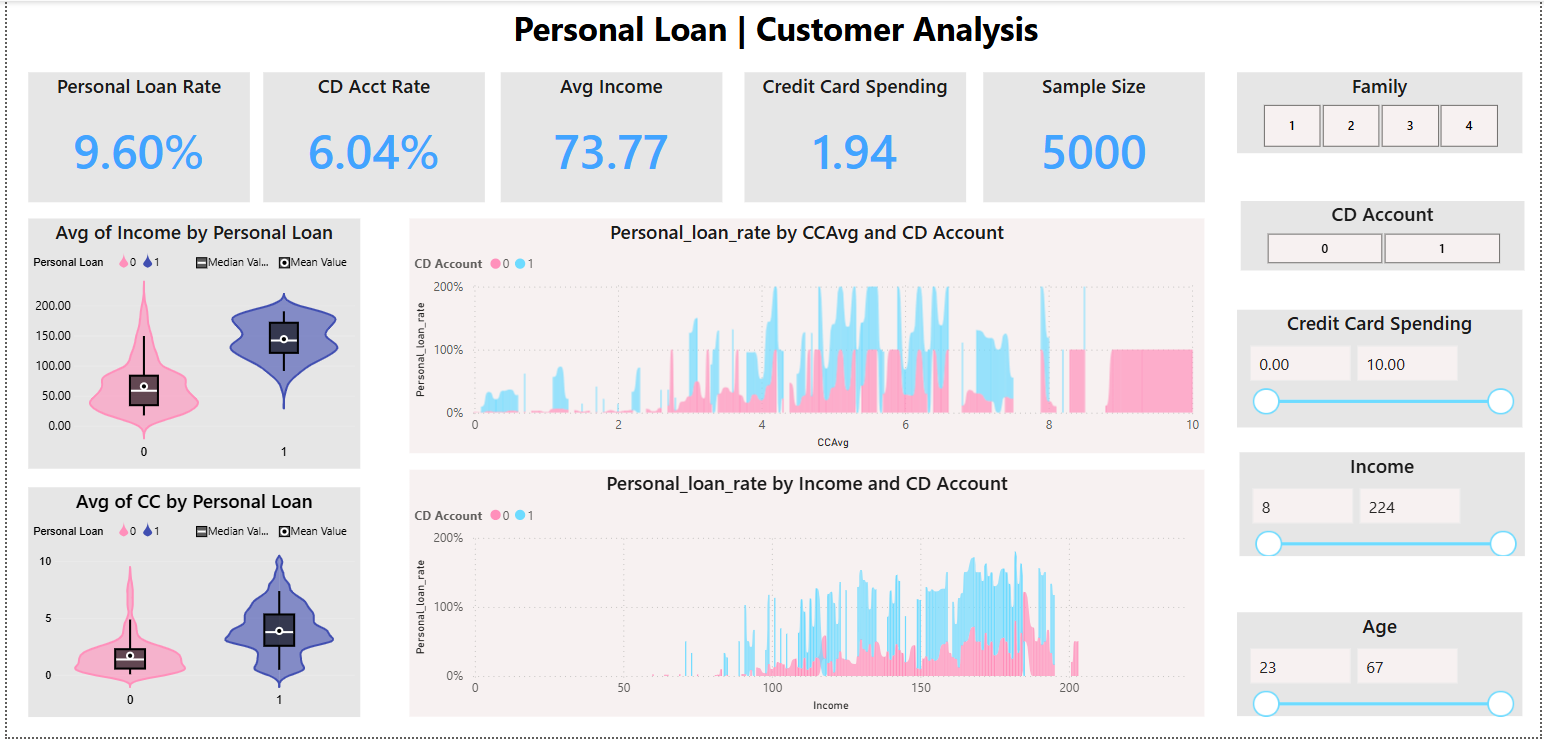 Personal Loan | Customer Analysis
Personal Loan Rate
9.60%
CD Acct Rate
6.04%
Avg Income
73.77
Credit Card Spending
1.94
Sample Size
5000
Family
1 2 3 4
CD Account
0 1
Credit Card Spending
0.00 10.00
Income
8 224
Age
23 67
Avg of Income by Personal Loan
Personal Loan 0 1 Median Val... Mean Value
200.00
150.00
100.00
50.00
0.00
0 1
Personal_loan_rate by CCAvg and CD Account
CD Account 0 1
Personal_loan_rate
200%
100%
0%
0 2 4 6 8 10
CCAvg
Avg of CC by Personal Loan
Personal Loan 0 1 Median Val... Mean Value
10
5
0
0 1
Personal_loan_rate by Income and CD Account
CD Account 0 1
Personal_loan_rate
200%
100%
0%
0 50 100 150 200
Income